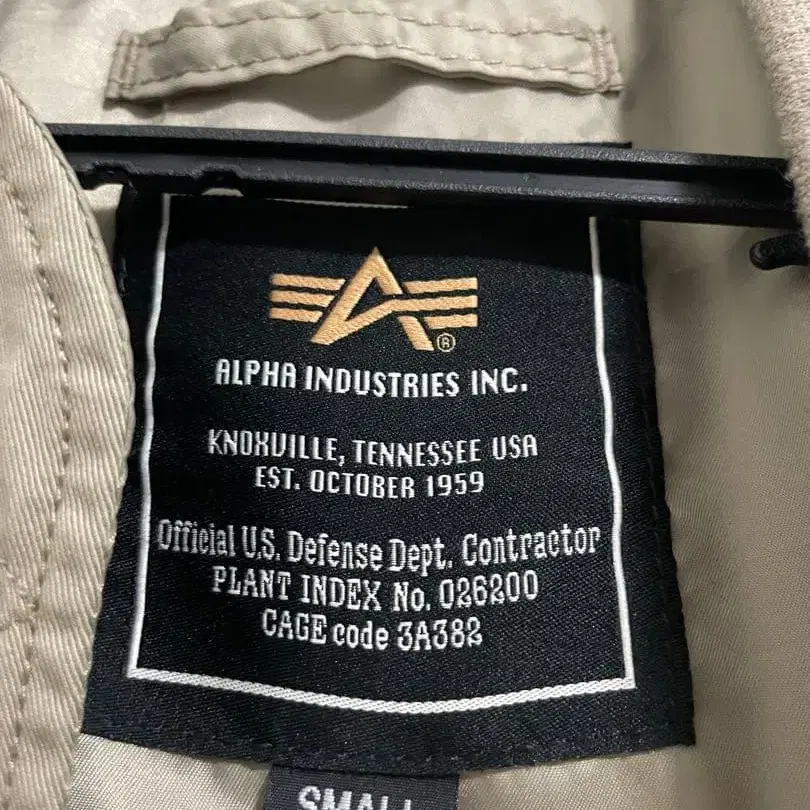 ®
ALPHA INDUSTRIES INC.
KNOXVILLE, TENNESSEE USA
EST. OCTOBER 1959
Official U.S. Defense Dept. Contractor
PLANT INDEX No. 026200
CAGE code 3A382
SMALL